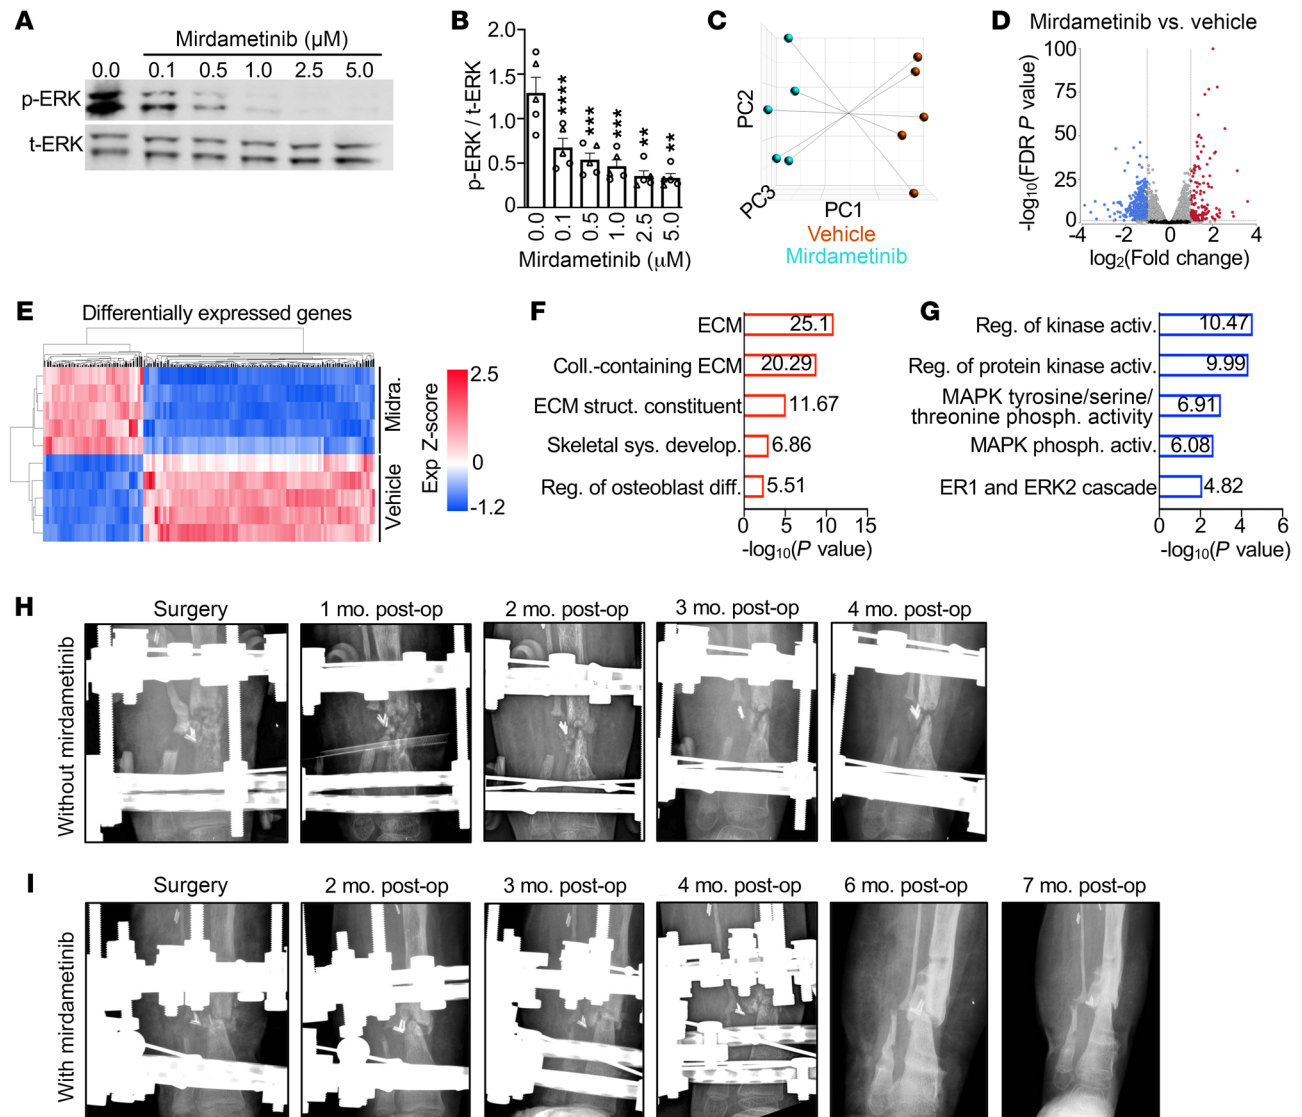 A
Mirdametinib (µM)
0.0 0.1 0.5 1.0 2.5 5.0
p-ERK
t-ERK
B
p-ERK / t-ERK
2.0
1.5
1.0
0.5
0
**** *** *** ** **
0.0 0.1 0.5 1.0 2.5 5.0
Mirdametinib (µM)
C
PC2
PC3
PC1
Vehicle
Mirdametinib
D
Mirdametinib vs. vehicle
-log10(FDR P value)
100
75
50
25
0
-4 -2 0 2 4
log2(Fold change)
E
Differentially expressed genes
Midra.
Vehicle
Exp Z-score
2.5
0
-1.2
F
ECM 25.1
Coll.-containing ECM 20.29
ECM struct. constituent 11.67
Skeletal sys. develop. 6.86
Reg. of osteoblast diff. 5.51
0 5 10 15
-log10(P value)
G
Reg. of kinase activ. 10.47
Reg. of protein kinase activ. 9.99
MAPK tyrosine/serine/
threonine phosph. activity 6.91
MAPK phosph. activ. 6.08
ER1 and ERK2 cascade 4.82
0 2 4 6
-log10(P value)
H
Without mirdametinib
Surgery 1 mo. post-op 2 mo. post-op 3 mo. post-op 4 mo. post-op
I
With mirdametinib
Surgery 2 mo. post-op 3 mo. post-op 4 mo. post-op 6 mo. post-op 7 mo. post-op